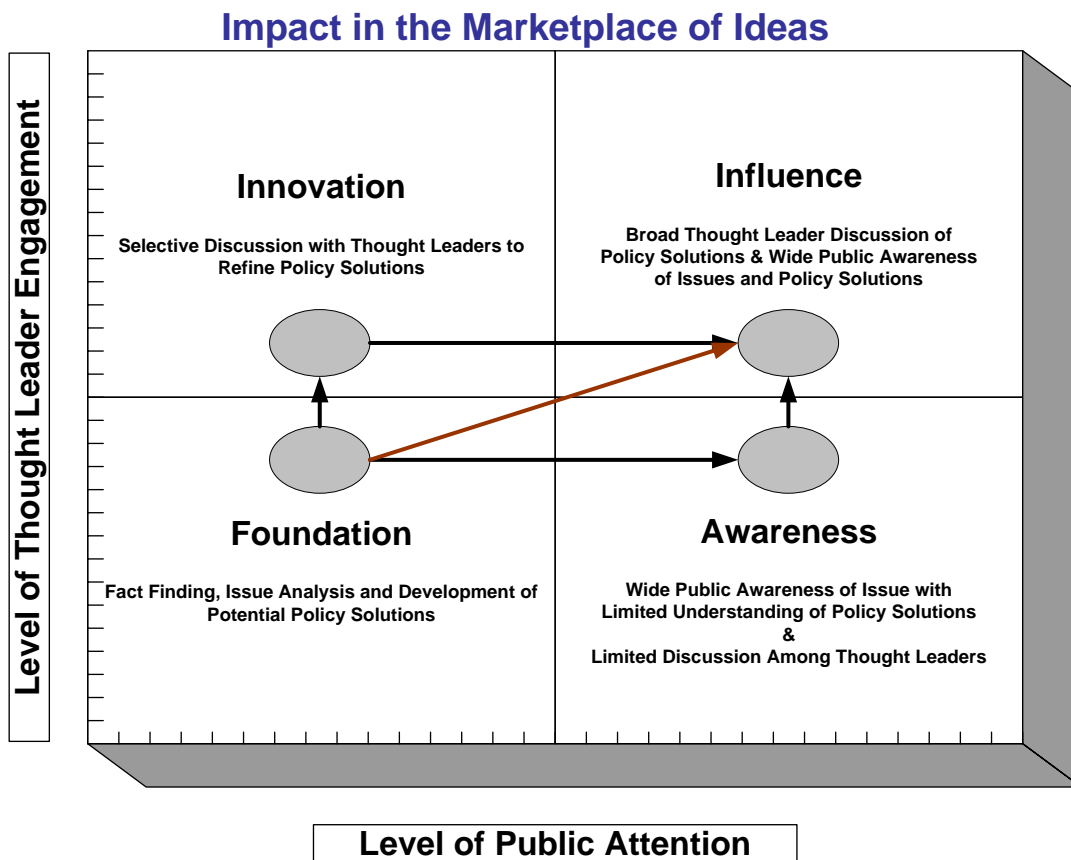 Impact in the Marketplace of Ideas
Level of Thought Leader Engagement
Innovation
Selective Discussion with Thought Leaders to
Refine Policy Solutions
Influence
Broad Thought Leader Discussion of
Policy Solutions & Wide Public Awareness
of Issues and Policy Solutions
Foundation
Fact Finding, Issue Analysis and Development of
Potential Policy Solutions
Awareness
Wide Public Awareness of Issue with
Limited Understanding of Policy Solutions
&
Limited Discussion Among Thought Leaders
Level of Public Attention